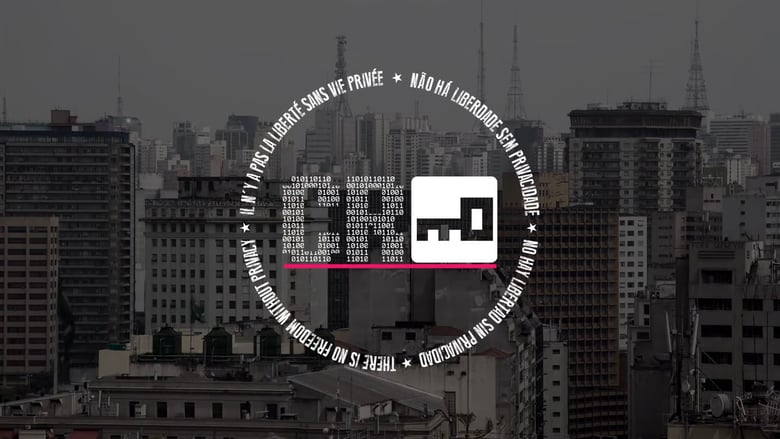 IL N'Y A PAS LA LIBERTÉ SANS VIE PRIVÉE ★
NÃO HÁ LIBERDADE SEM PRIVACIDADE ★
NO HAY LIBERTAD SIN PRIVACIDAD ★
THERE IS NO FREEDOM WITHOUT PRIVACY ★
CR